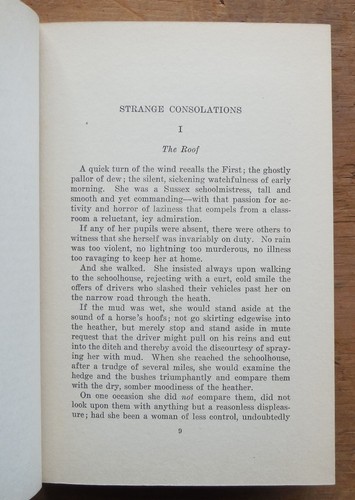 STRANGE CONSOLATIONS
I
The Roof
A quick turn of the wind recalls the First; the ghostly
pallor of dew; the silent, sickening watchfulness of early
morning. She was a Sussex schoolmistress, tall and
smooth and yet commanding—with that passion for ac-
tivity and horror of laziness that compels from a class-
room a reluctant, icy admiration.
If any of her pupils were absent, there were others to
witness that she herself was invariably on duty. No rain
was too violent, no lightning too murderous, no illness
too ravaging to keep her at home.
And she walked. She insisted always upon walking
to the schoolhouse, rejecting with a curt, cold smile the
offers of drivers who slashed their vehicles past her on
the narrow road through the heath.
If the mud was wet, she would stand aside at the
sound of a horse's hoofs; not go skirting edgewise into
the heather, but merely stop and stand aside in mute
request that the driver might pull on his reins and cut
into the ditch and thereby avoid the discourtesy of spray-
ing her with mud. When she reached the schoolhouse,
after a trudge of several miles, she would examine the
hedge and the bushes triumphantly and compare them
with the dry, somber moodiness of the heather.
On one occasion she did not compare them, did not
look upon them with anything but a reasonless displeas-
ure; had she been a woman of less control, undoubtedly
9